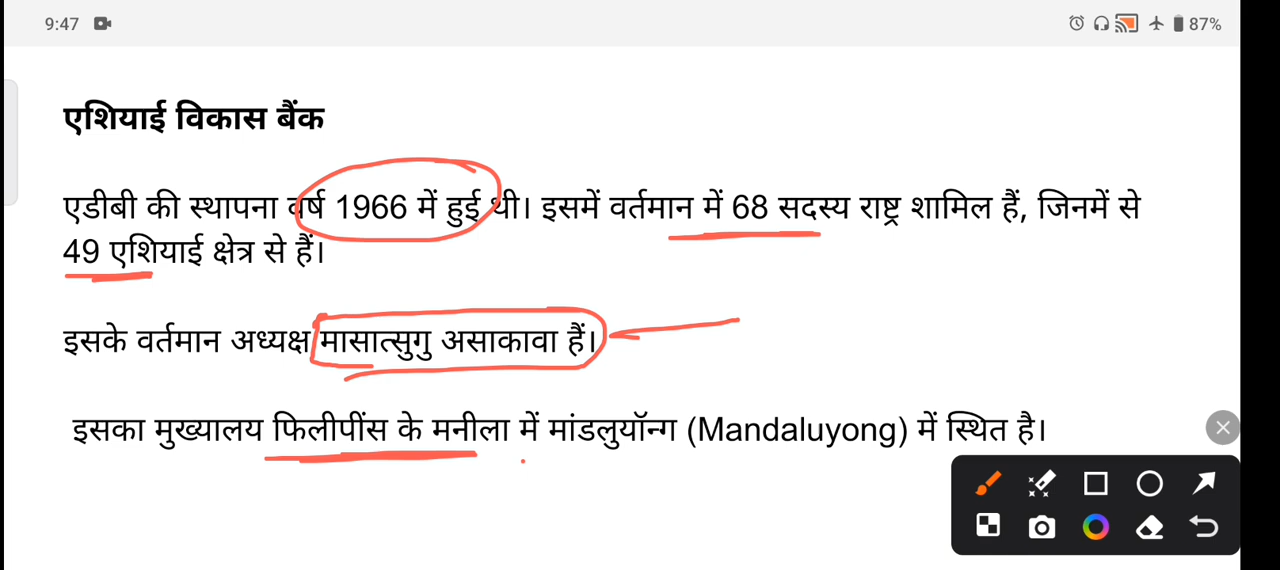 9:47
87%
एशियाई विकास बैंक
एडीबी की स्थापना वर्ष 1966 में हुई थी। इसमें वर्तमान में 68 सदस्य राष्ट्र शामिल हैं, जिनमें से
49 एशियाई क्षेत्र से हैं।
इसके वर्तमान अध्यक्ष मासात्सुगु असाकावा हैं।
इसका मुख्यालय फिलीपींस के मनीला में मांडलुयॉन्ग (Mandaluyong) में स्थित है।